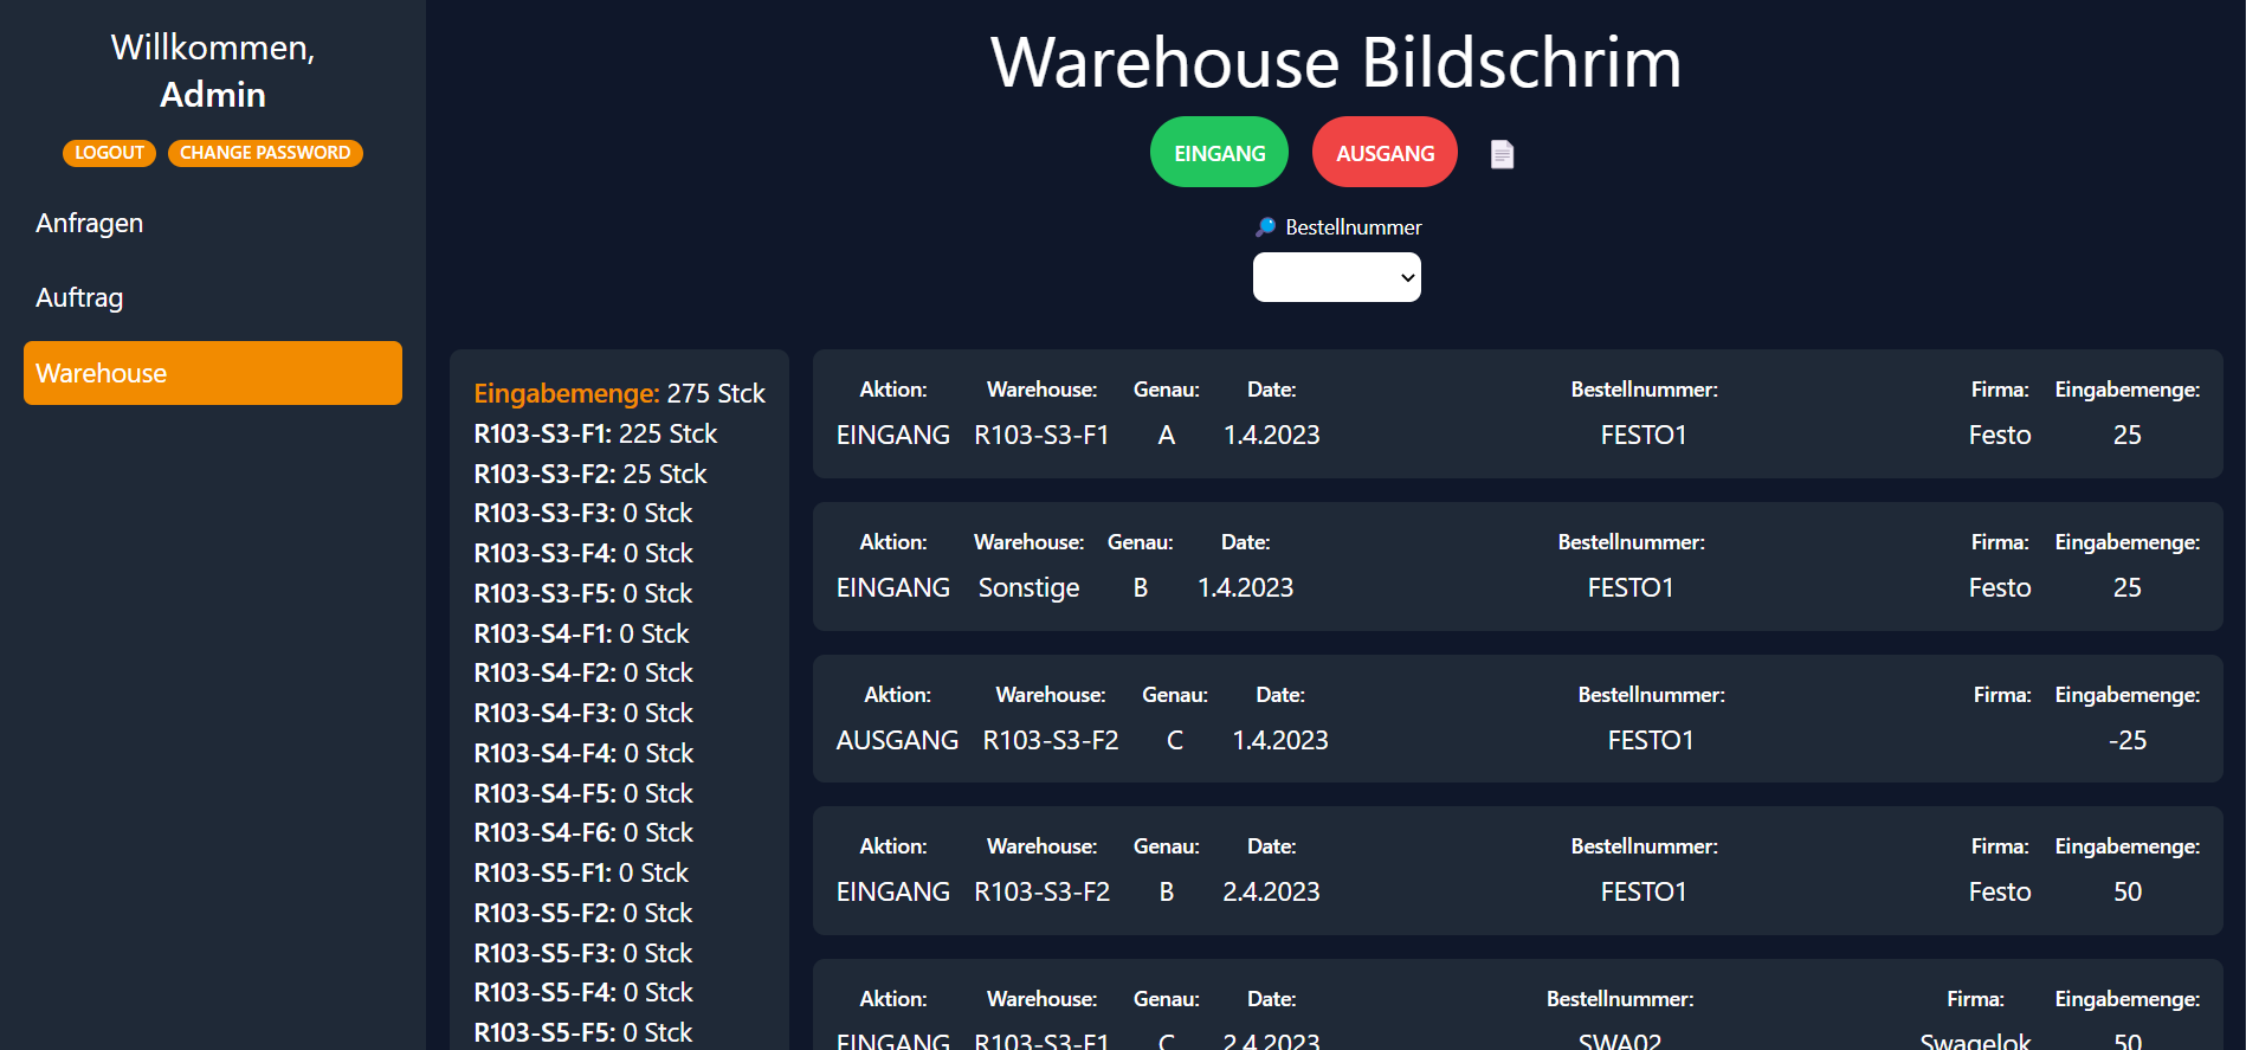 Willkommen,
Admin
LOGOUT CHANGE PASSWORD
Anfragen
Auftrag
Warehouse
Warehouse Bildschrim
EINGANG AUSGANG
Bestellnummer
Eingabemenge: 275 Stck
R103-S3-F1: 225 Stck
R103-S3-F2: 25 Stck
R103-S3-F3: 0 Stck
R103-S3-F4: 0 Stck
R103-S3-F5: 0 Stck
R103-S4-F1: 0 Stck
R103-S4-F2: 0 Stck
R103-S4-F3: 0 Stck
R103-S4-F4: 0 Stck
R103-S4-F5: 0 Stck
R103-S4-F6: 0 Stck
R103-S5-F1: 0 Stck
R103-S5-F2: 0 Stck
R103-S5-F3: 0 Stck
R103-S5-F4: 0 Stck
R103-S5-F5: 0 Stck
Aktion: Warehouse: Genau: Date: Bestellnummer: Firma: Eingabemenge:
EINGANG R103-S3-F1 A 1.4.2023 FESTO1 Festo 25
Aktion: Warehouse: Genau: Date: Bestellnummer: Firma: Eingabemenge:
EINGANG Sonstige B 1.4.2023 FESTO1 Festo 25
Aktion: Warehouse: Genau: Date: Bestellnummer: Firma: Eingabemenge:
AUSGANG R103-S3-F2 C 1.4.2023 FESTO1 -25
Aktion: Warehouse: Genau: Date: Bestellnummer: Firma: Eingabemenge:
EINGANG R103-S3-F2 B 2.4.2023 FESTO1 Festo 50
Aktion: Warehouse: Genau: Date: Bestellnummer: Firma: Eingabemenge:
EINGANG R103-S3-F1 C 2.4.2023 SWA02 Swagelok 50